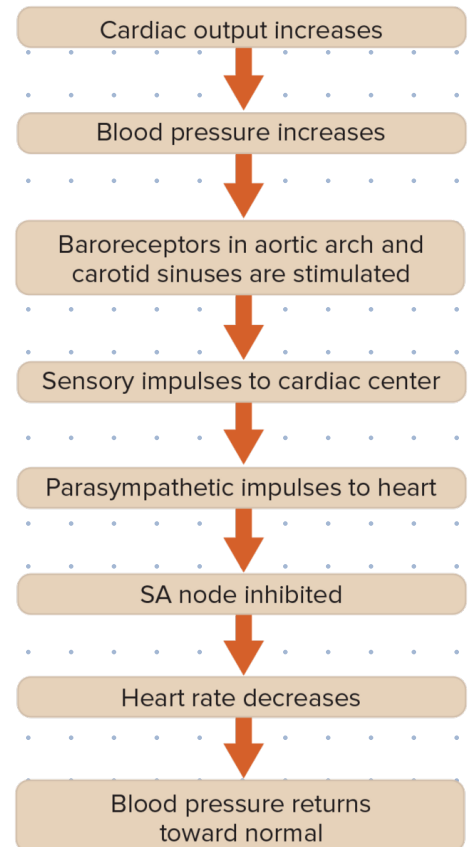 Cardiac output increases
Blood pressure increases
Baroreceptors in aortic arch and
carotid sinuses are stimulated
Sensory impulses to cardiac center
Parasympathetic impulses to heart
SA node inhibited
Heart rate decreases
Blood pressure returns
toward normal